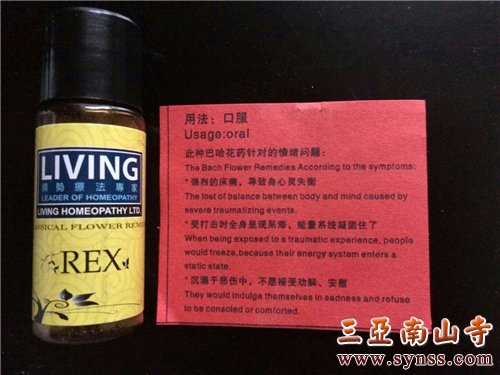 LIVING
順勢療法專家
LEADER OF HOMEOPATHY
LIVING HOMEOPATHY LTD.
FLOWER REME
REX
用法：口服
Usage:oral
此种巴哈花药针对的情绪问题：
The Bach Flower Remedies According to the symptoms:
*强烈的床痛，导致身心灵失衡
The lost of balance between body and mind caused by
severe traumatizing events.
*受打击时全身呈现呆滞、能量系统凝固住了
When being exposed to a traumatic experience, people
would freeze,because their energy system enters a
static state.
*沉溺于悲伤中，不愿接受劝解、安慰
They would indulge themselves in sadness and refuse
to be consoled or comforted.
三亞南山寺
www.synss.com